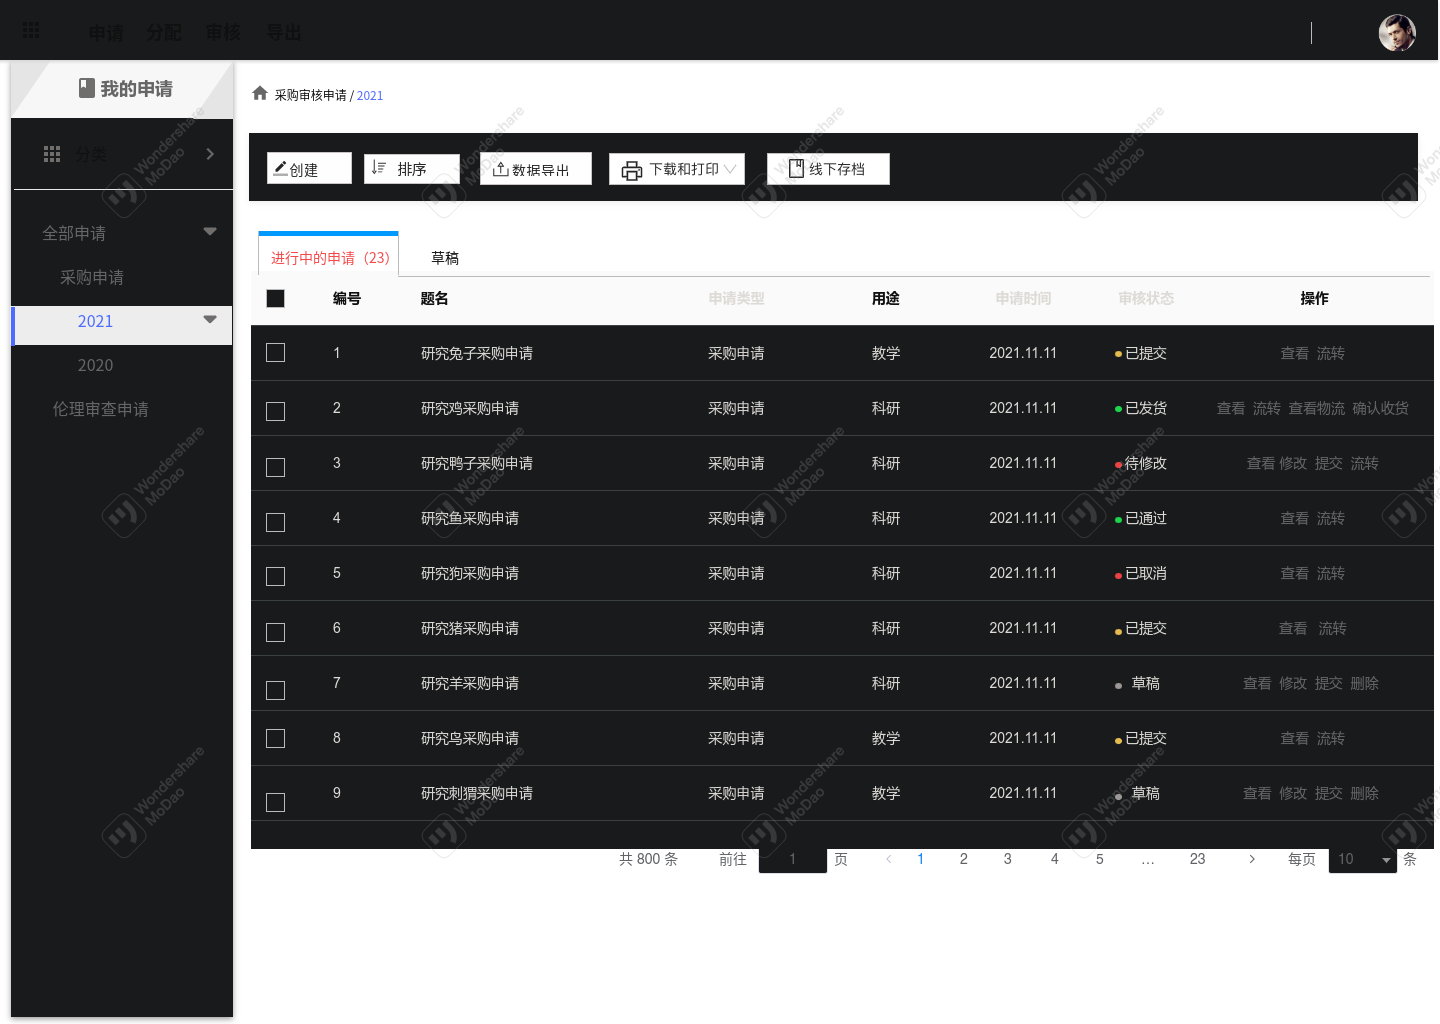 申请 分配 审核 导出
我的申请
采购审核申请 / 2021
分类
创建 排序 数据导出 下载和打印 线下存档
全部申请
采购申请
2021
2020
伦理审查申请
进行中的申请（23） 草稿
编号 题名 申请类型 用途 申请时间 审核状态 操作
1 研究兔子采购申请 采购申请 教学 2021.11.11 已提交 查看 流转
2 研究鸡采购申请 采购申请 科研 2021.11.11 已发货 查看 流转 查看物流 确认收货
3 研究鸭子采购申请 采购申请 科研 2021.11.11 待修改 查看 修改 提交 流转
4 研究鱼采购申请 采购申请 科研 2021.11.11 已通过 查看 流转
5 研究狗采购申请 采购申请 科研 2021.11.11 已取消 查看 流转
6 研究猪采购申请 采购申请 科研 2021.11.11 已提交 查看 流转
7 研究羊采购申请 采购申请 科研 2021.11.11 草稿 查看 修改 提交 删除
8 研究鸟采购申请 采购申请 教学 2021.11.11 已提交 查看 流转
9 研究刺猬采购申请 采购申请 教学 2021.11.11 草稿 查看 修改 提交 删除
共 800 条 前往 1 页 1 2 3 4 5 … 23 每页 10 条
Wondershare
MoDao